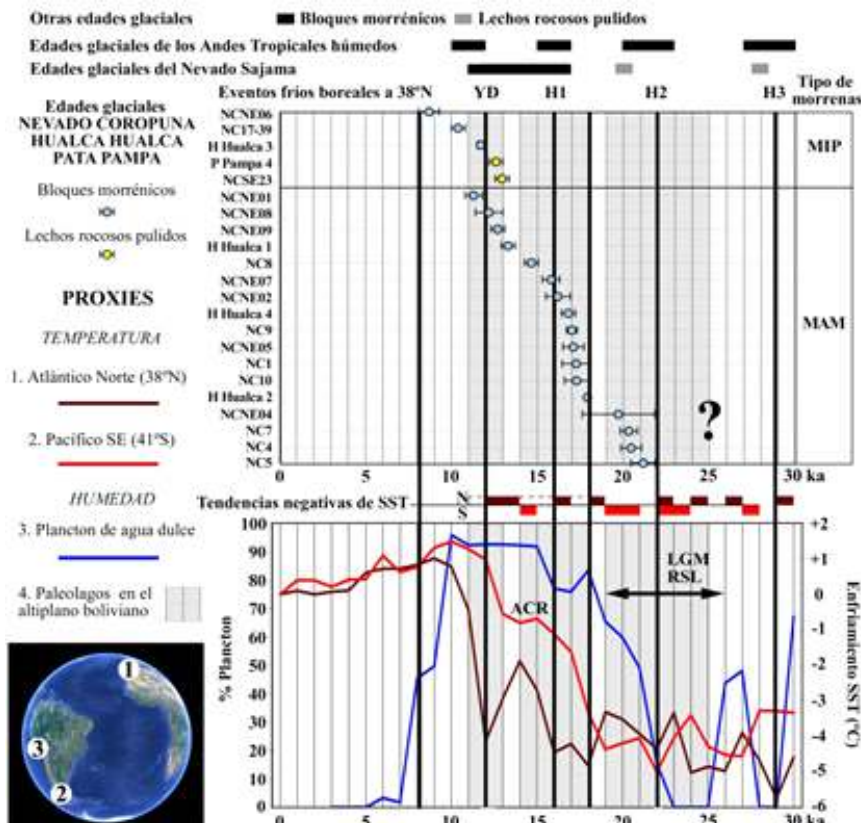 Otras edades glaciales
Bloques morrénicos
Lechos rocosos pulidos
Edades glaciales de los Andes Tropicales húmedos
Edades glaciales del Nevado Sajama
Eventos fríos boreales a 38ºN
YD
H1
H2
H3
Tipo de
morrenas
Edades glaciales
NEVADO COROPUNA
HUALCA HUALCA
PATA PAMPA
Bloques morrénicos
Lechos rocosos pulidos
NCNE06
NC17-39
H Hualca 3
P Pampa 4
NCSE23
MIP
NCNE01
NCNE08
NCNE09
H Hualca 1
NC8
NCNE07
NCNE02
H Hualca 4
NC9
NCNE05
NC1
NC10
H Hualca 2
NCNE04
NC7
NC4
NC5
MAM
?
0 5 10 15 20 25 30 ka
PROXIES
TEMPERATURA
1. Atlántico Norte (38ºN)
2. Pacífico SE (41ºS)
HUMEDAD
3. Plancton de agua dulce
4. Paleolagos en el
altiplano boliviano
1
3
2
Tendencias negativas de SST
N
S
100
90
80
70
60
50
40
30
20
10
0
% Plancton
ACR
LGM
RSL
+2
+1
0
-1
-2
-3
-4
-5
-6
Enfriamiento SST (ºC)
0 5 10 15 20 25 30 ka